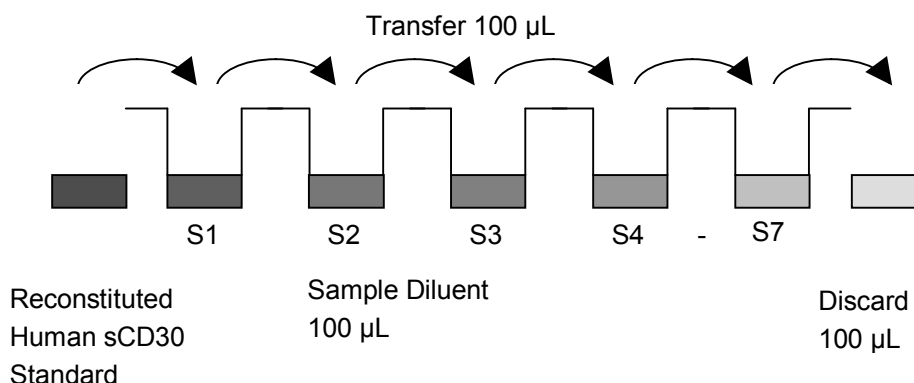 Transfer 100 µL
S1 S2 S3 S4 - S7
Reconstituted
Human sCD30
Standard
Sample Diluent
100 µL
Discard
100 µL